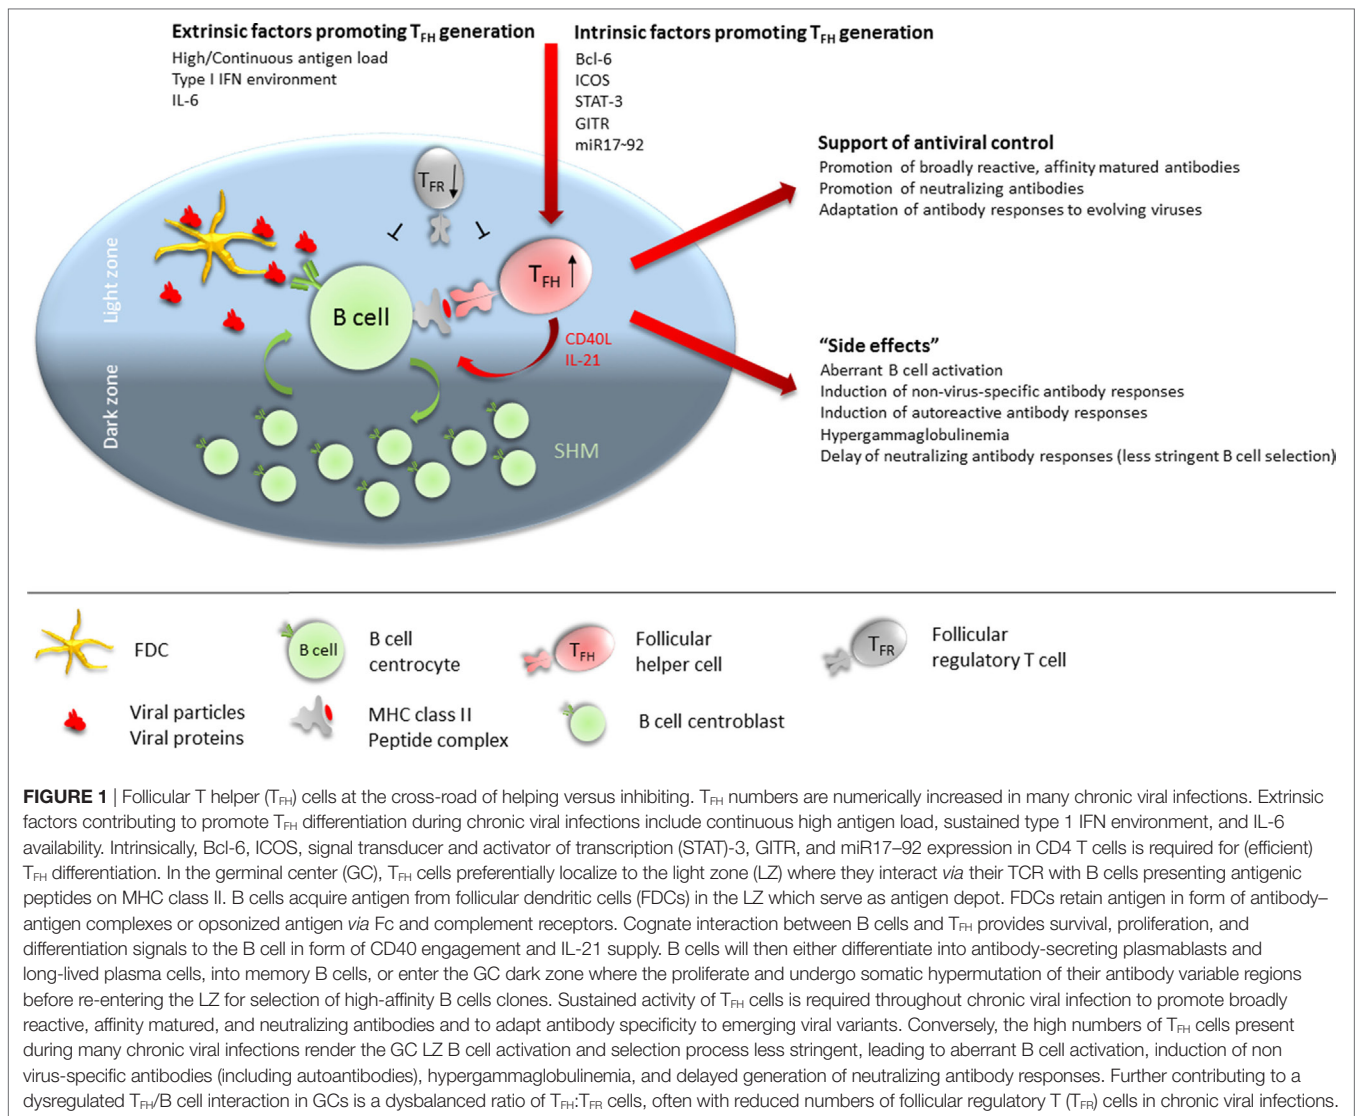 Extrinsic factors promoting TFH generation
High/Continuous antigen load
Type I IFN environment
IL-6
Intrinsic factors promoting TFH generation
Bcl-6
ICOS
STAT-3
GITR
miR17-92
Support of antiviral control
Promotion of broadly reactive, affinity matured antibodies
Promotion of neutralizing antibodies
Adaptation of antibody responses to evolving viruses
TFR
Light zone
TFH
B cell
CD40L
IL-21
"Side effects"
Aberrant B cell activation
Induction of non-virus-specific antibody responses
Induction of autoreactive antibody responses
Hypergammaglobulinemia
Delay of neutralizing antibody responses (less stringent B cell selection)
Dark zone
SHM
FDC
B cell
B cell
centrocyte
TFH
Follicular
helper cell
TFR
Follicular
regulatory T cell
Viral particles
Viral proteins
MHC class II
Peptide complex
B cell centroblast
FIGURE 1 | Follicular T helper (TFH) cells at the cross-road of helping versus inhibiting. TFH numbers are numerically increased in many chronic viral infections. Extrinsic
factors contributing to promote TFH differentiation during chronic viral infections include continuous high antigen load, sustained type 1 IFN environment, and IL-6
availability. Intrinsically, Bcl-6, ICOS, signal transducer and activator of transcription (STAT)-3, GITR, and miR17–92 expression in CD4 T cells is required for (efficient)
TFH differentiation. In the germinal center (GC), TFH cells preferentially localize to the light zone (LZ) where they interact via their TCR with B cells presenting antigenic
peptides on MHC class II. B cells acquire antigen from follicular dendritic cells (FDCs) in the LZ which serve as antigen depot. FDCs retain antigen in form of antibody–
antigen complexes or opsonized antigen via Fc and complement receptors. Cognate interaction between B cells and TFH provides survival, proliferation, and
differentiation signals to the B cell in form of CD40 engagement and IL-21 supply. B cells will then either differentiate into antibody-secreting plasmablasts and
long-lived plasma cells, into memory B cells, or enter the GC dark zone where the proliferate and undergo somatic hypermutation of their antibody variable regions
before re-entering the LZ for selection of high-affinity B cells clones. Sustained activity of TFH cells is required throughout chronic viral infection to promote broadly
reactive, affinity matured, and neutralizing antibodies and to adapt antibody specificity to emerging viral variants. Conversely, the high numbers of TFH cells present
during many chronic viral infections render the GC LZ B cell activation and selection process less stringent, leading to aberrant B cell activation, induction of non
virus-specific antibodies (including autoantibodies), hypergammaglobulinemia, and delayed generation of neutralizing antibody responses. Further contributing to a
dysregulated TFH/B cell interaction in GCs is a dysbalanced ratio of TFH:TFR cells, often with reduced numbers of follicular regulatory T (TFR) cells in chronic viral infections.